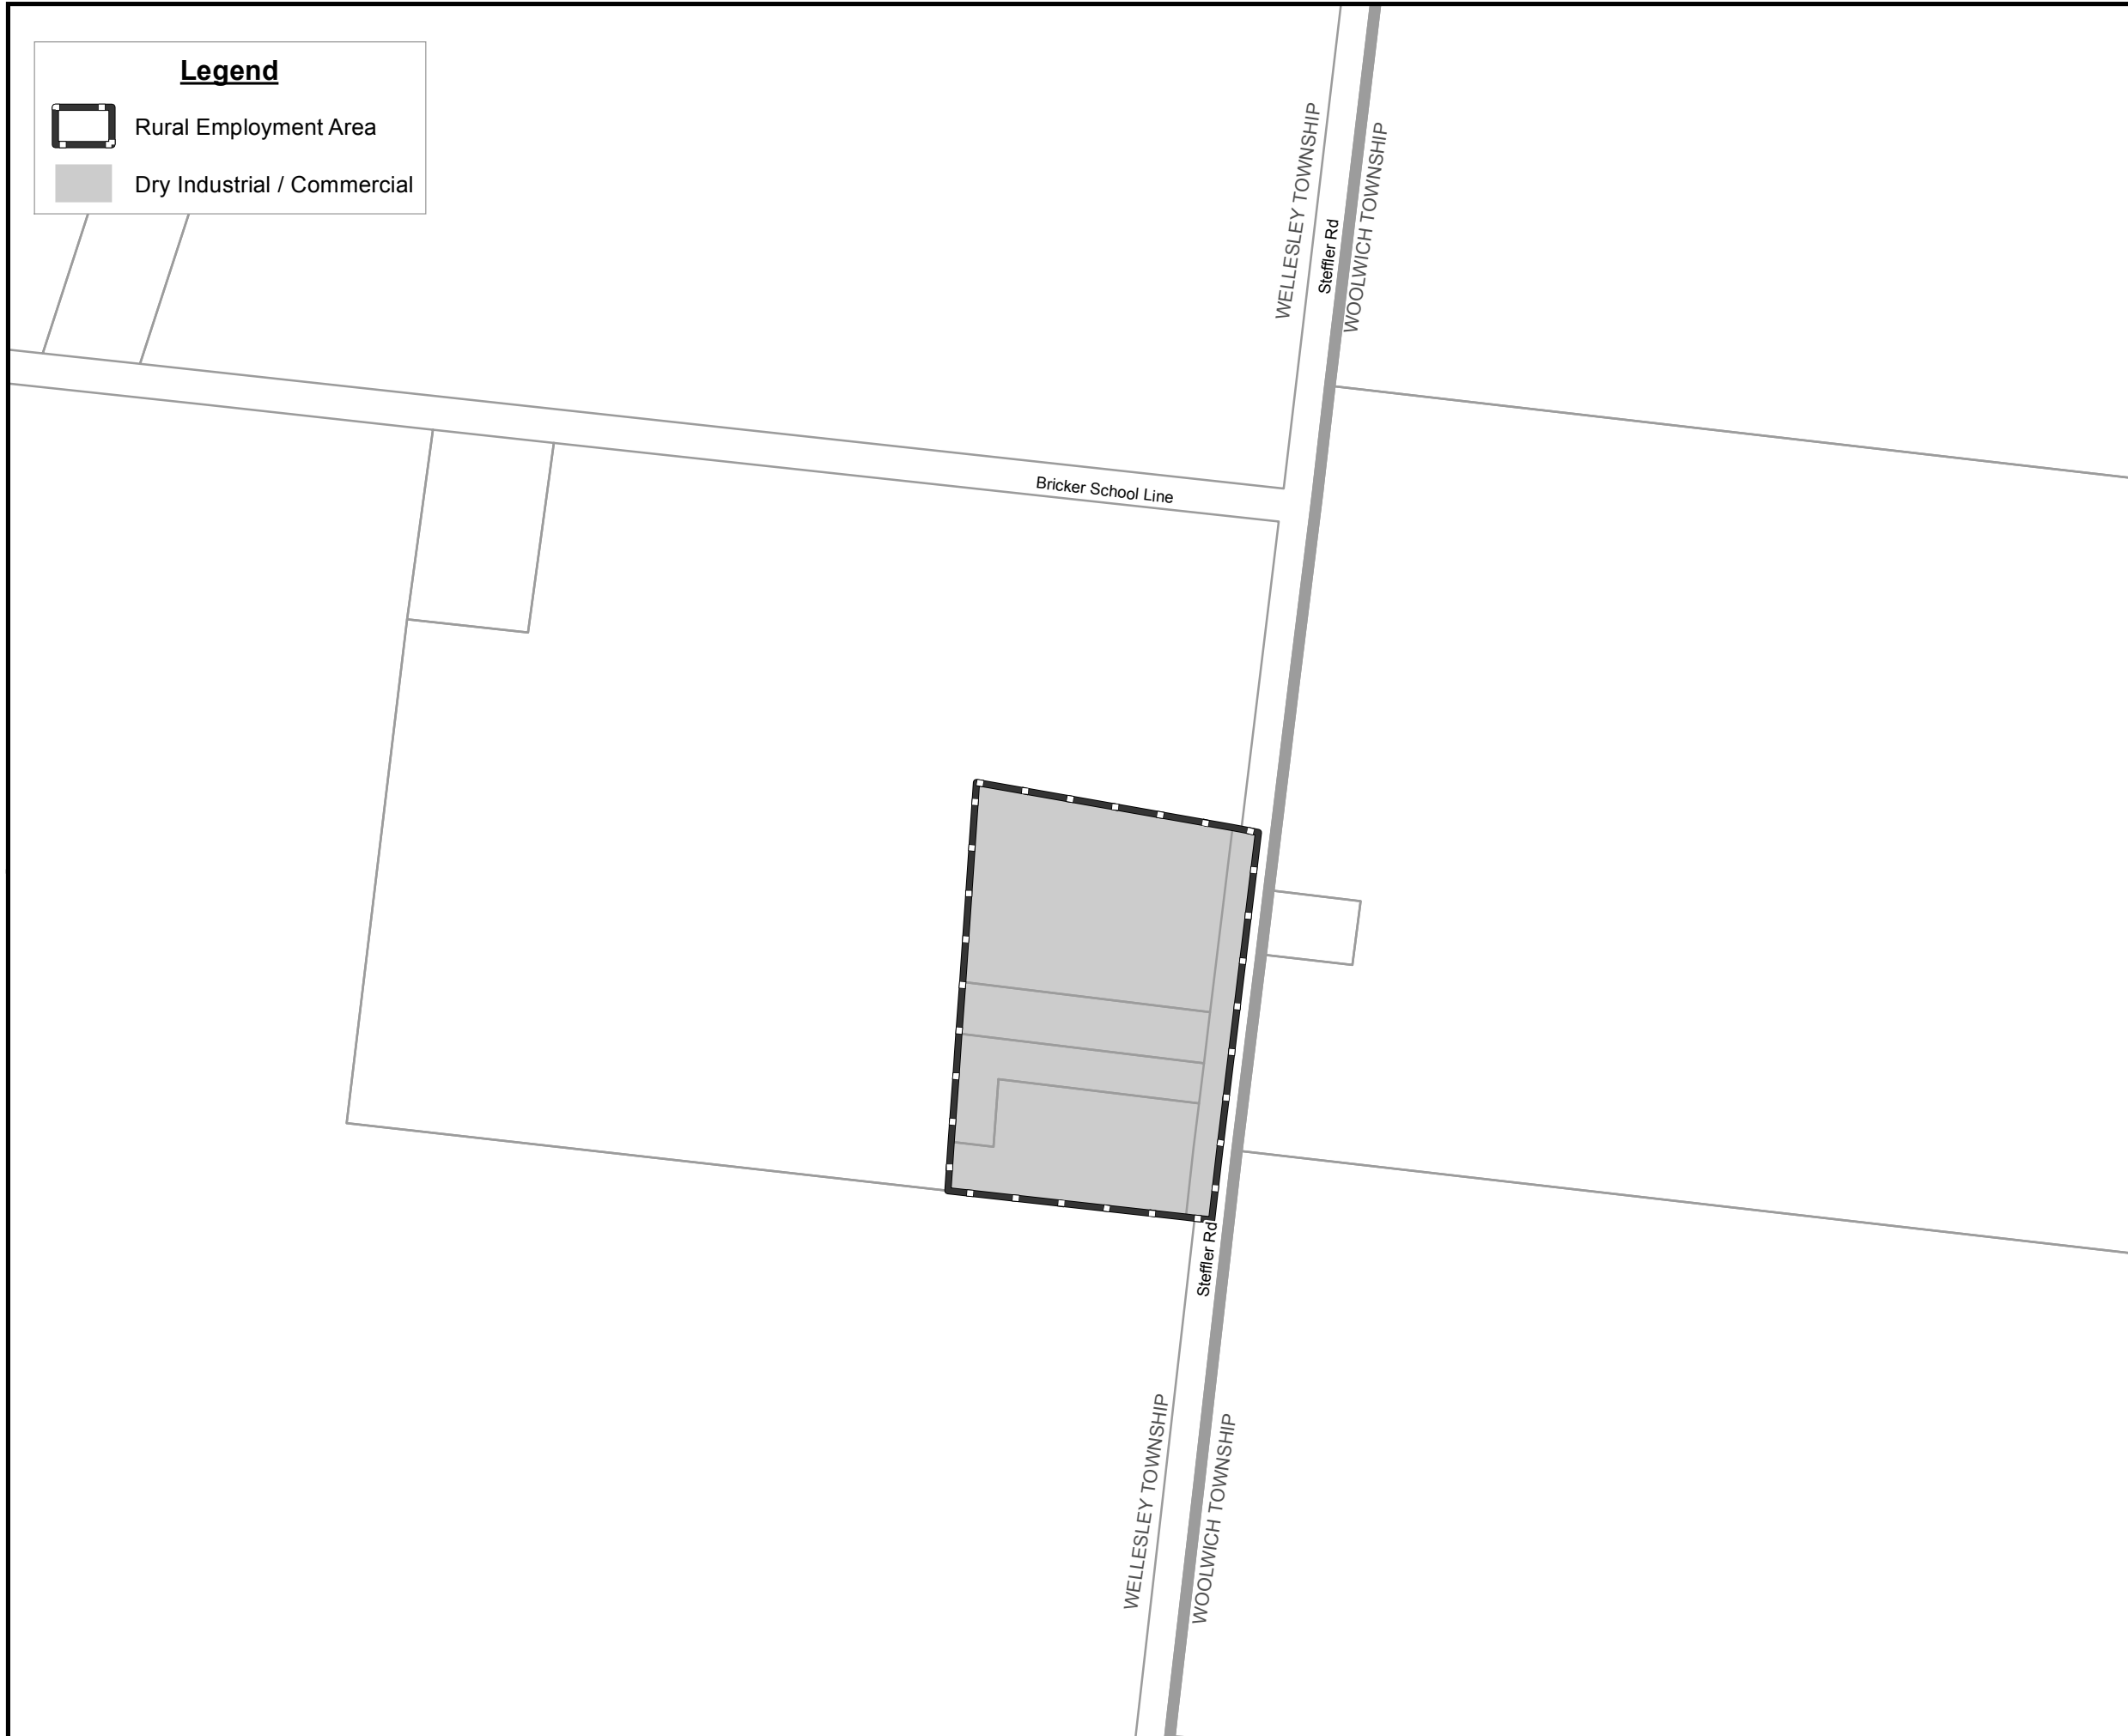 Legend
Rural Employment Area
Dry Industrial / Commercial
WELLESLEY TOWNSHIP
Steffler Rd
WOOLWICH TOWNSHIP
Bricker School Line
Steffler Rd
WELLESLEY TOWNSHIP
WOOLWICH TOWNSHIP